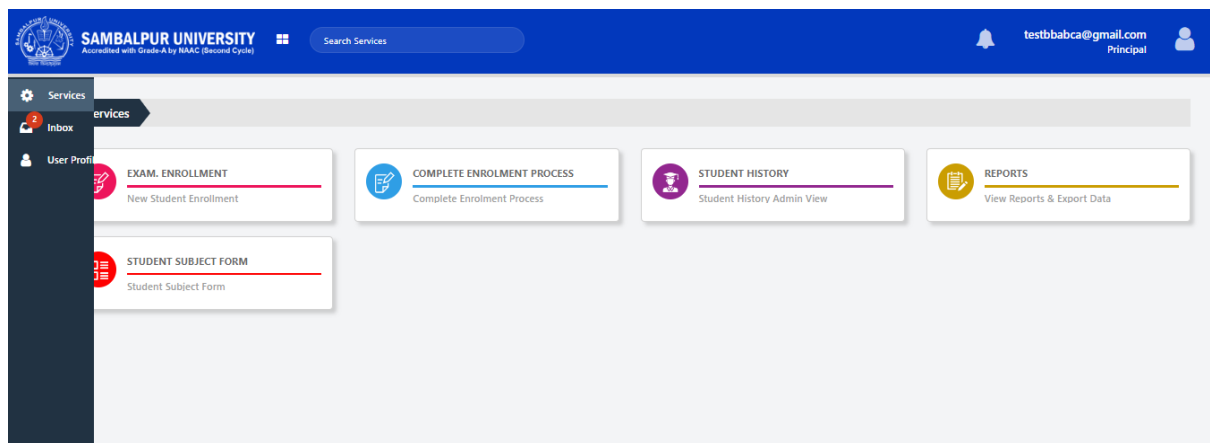 SAMBALPUR UNIVERSITY
Accredited with Grade-A by NAAC (Second Cycle)
Search Services
testbbabca@gmail.com
Principal
Services
ervices
2
Inbox
User Profil
EXAM. ENROLLMENT
New Student Enrollment
COMPLETE ENROLMENT PROCESS
Complete Enrolment Process
STUDENT HISTORY
Student History Admin View
REPORTS
View Reports & Export Data
STUDENT SUBJECT FORM
Student Subject Form